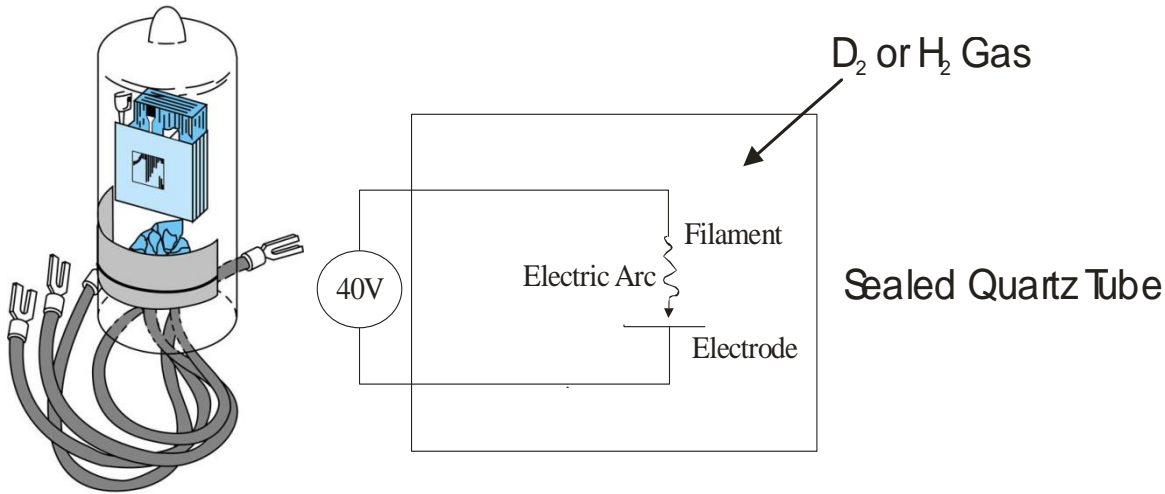 D₂ or H₂ Gas
Filament
Electric Arc
40V
Sealed Quartz Tube
Electrode